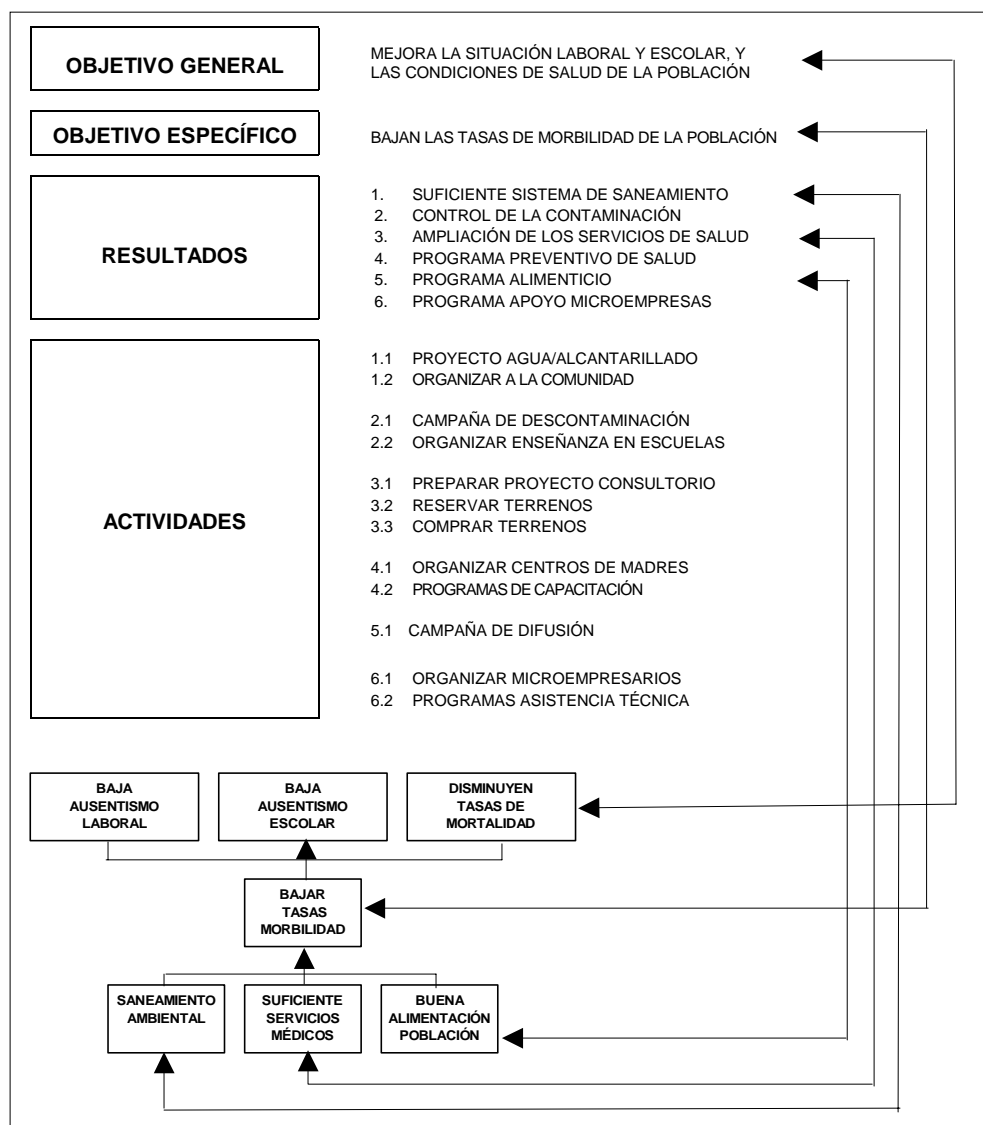 OBJETIVO GENERAL
MEJORA LA SITUACIÓN LABORAL Y ESCOLAR, Y
LAS CONDICIONES DE SALUD DE LA POBLACIÓN
OBJETIVO ESPECÍFICO
BAJAN LAS TASAS DE MORBILIDAD DE LA POBLACIÓN
RESULTADOS
1. SUFICIENTE SISTEMA DE SANEAMIENTO
2. CONTROL DE LA CONTAMINACIÓN
3. AMPLIACIÓN DE LOS SERVICIOS DE SALUD
4. PROGRAMA PREVENTIVO DE SALUD
5. PROGRAMA ALIMENTICIO
6. PROGRAMA APOYO MICROEMPRESAS
ACTIVIDADES
1.1 PROYECTO AGUA/ALCANTARILLADO
1.2 ORGANIZAR A LA COMUNIDAD
2.1 CAMPAÑA DE DESCONTAMINACIÓN
2.2 ORGANIZAR ENSEÑANZA EN ESCUELAS
3.1 PREPARAR PROYECTO CONSULTORIO
3.2 RESERVAR TERRENOS
3.3 COMPRAR TERRENOS
4.1 ORGANIZAR CENTROS DE MADRES
4.2 PROGRAMAS DE CAPACITACIÓN
5.1 CAMPAÑA DE DIFUSIÓN
6.1 ORGANIZAR MICROEMPRESARIOS
6.2 PROGRAMAS ASISTENCIA TÉCNICA
BAJA
AUSENTISMO
LABORAL
BAJA
AUSENTISMO
ESCOLAR
DISMINUYEN
TASAS DE
MORTALIDAD
BAJAR
TASAS
MORBILIDAD
SANEAMIENTO
AMBIENTAL
SUFICIENTE
SERVICIOS
MÉDICOS
BUENA
ALIMENTACIÓN
POBLACIÓN